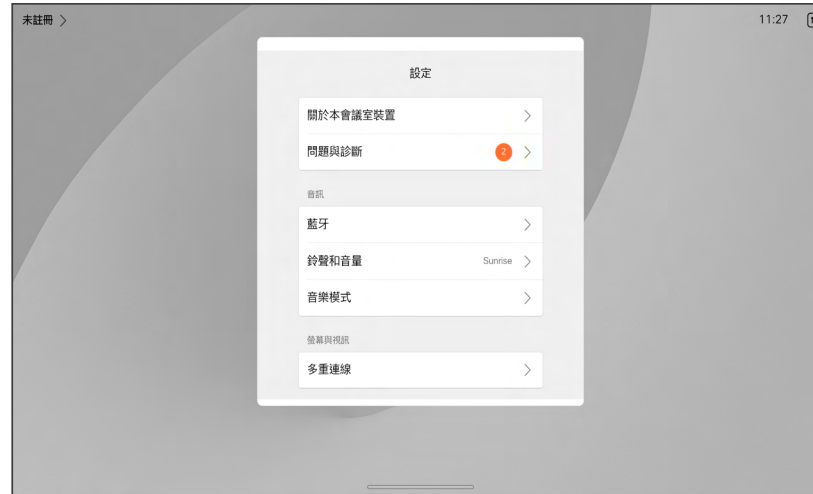 未註冊
11:27
設定
關於本會議室裝置
問題與診斷 2
音訊
藍牙
鈴聲和音量 Sunrise
音樂模式
螢幕與視訊
多重連線